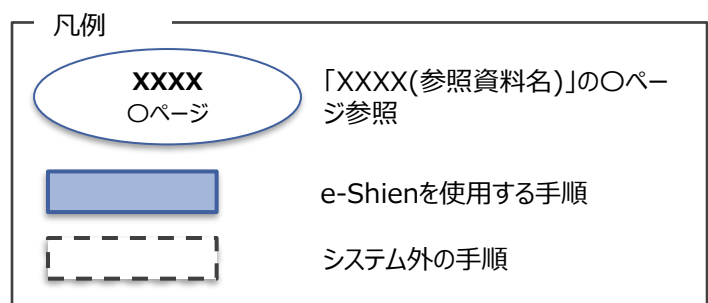 凡例
XXXX
〇ページ
「XXXX(参照資料名)」の〇ペー
ジ参照
e-Shienを使用する手順
システム外の手順